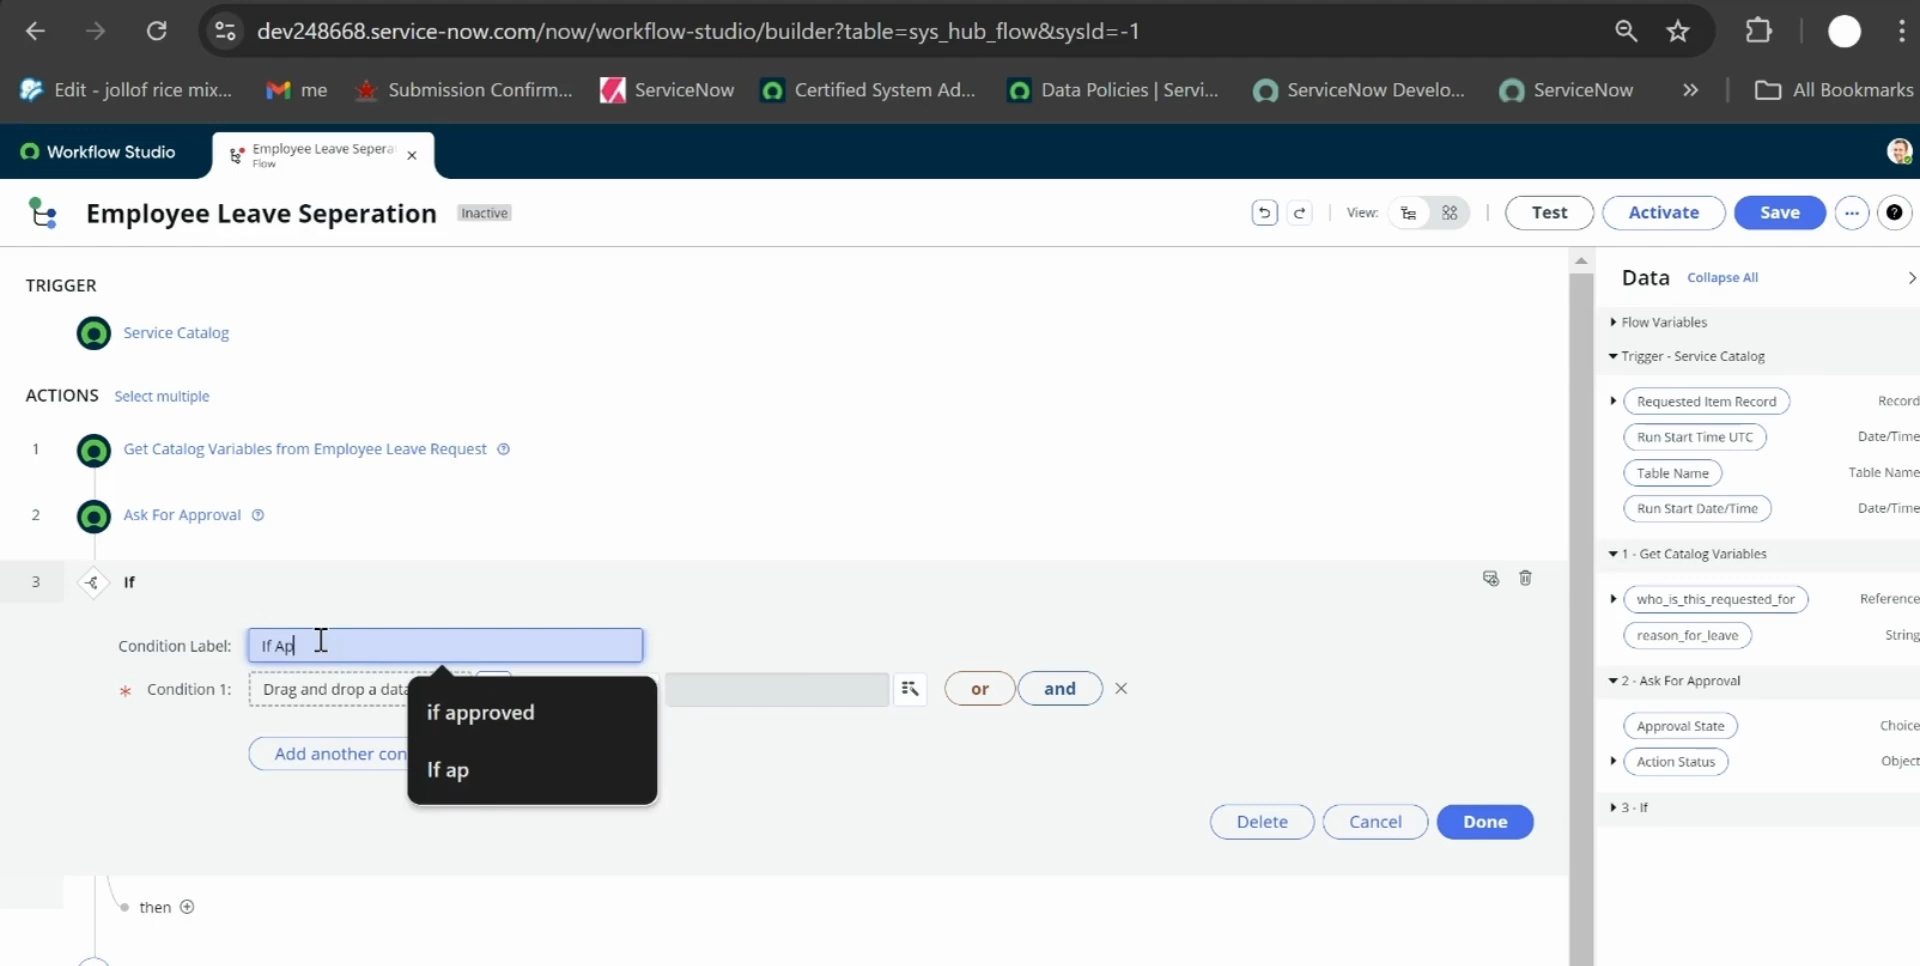 dev248668.service-now.com/now/workflow-studio/builder?table=sys_hub_flow&sysId=-1
Edit - jollof rice mix... me Submission Confirm... ServiceNow Certified System Ad... Data Policies | Servi... ServiceNow Develo... ServiceNow » All Bookmarks
Workflow Studio
Employee Leave Sepera
Flow
Employee Leave Seperation Inactive View: Test Activate Save
TRIGGER
Service Catalog
ACTIONS Select multiple
1 Get Catalog Variables from Employee Leave Request
2 Ask For Approval
3 If
Condition Label: If Ap
* Condition 1: Drag and drop a data or and
if approved
If ap
Add another con
Delete Cancel Done
then
Data Collapse All
Flow Variables
Trigger - Service Catalog
Requested Item Record Record
Run Start Time UTC Date/Time
Table Name Table Name
Run Start Date/Time Date/Time
1 - Get Catalog Variables
who_is_this_requested_for Reference
reason_for_leave String
2 - Ask For Approval
Approval State Choice
Action Status Object
3 - If